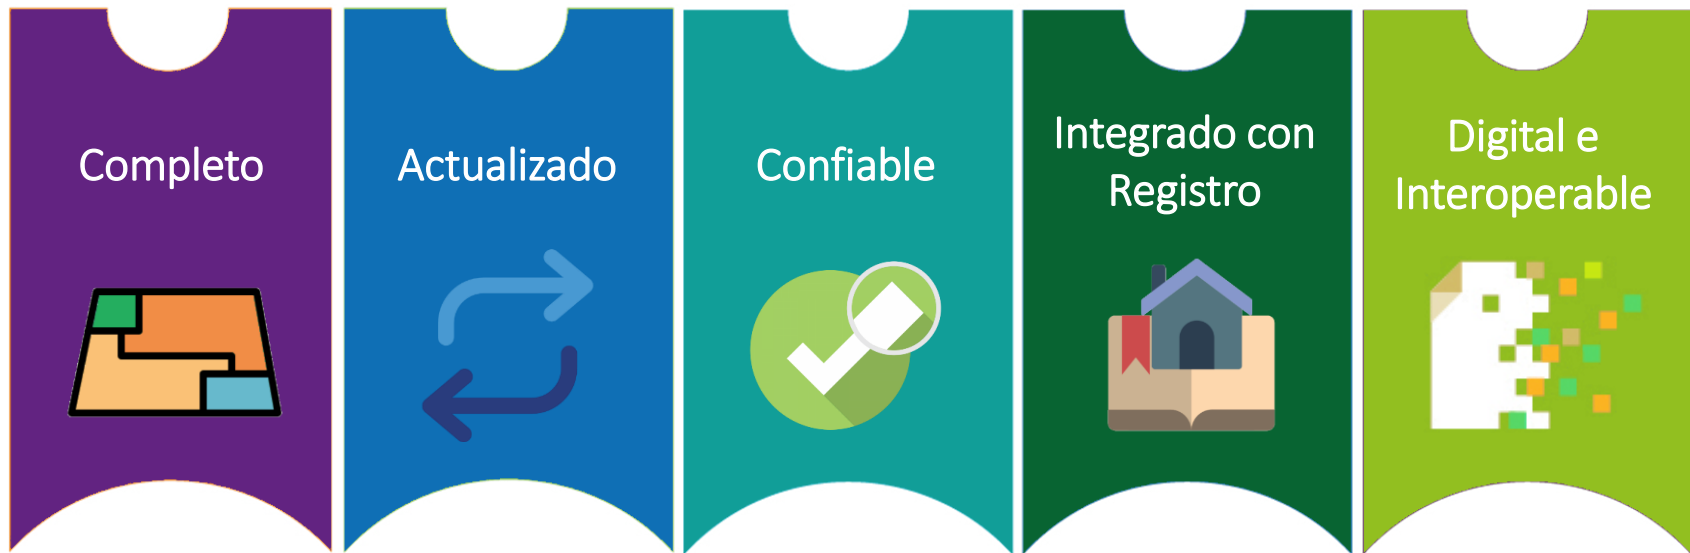 Completo
Actualizado
Confiable
Integrado con
Registro
Digital e
Interoperable